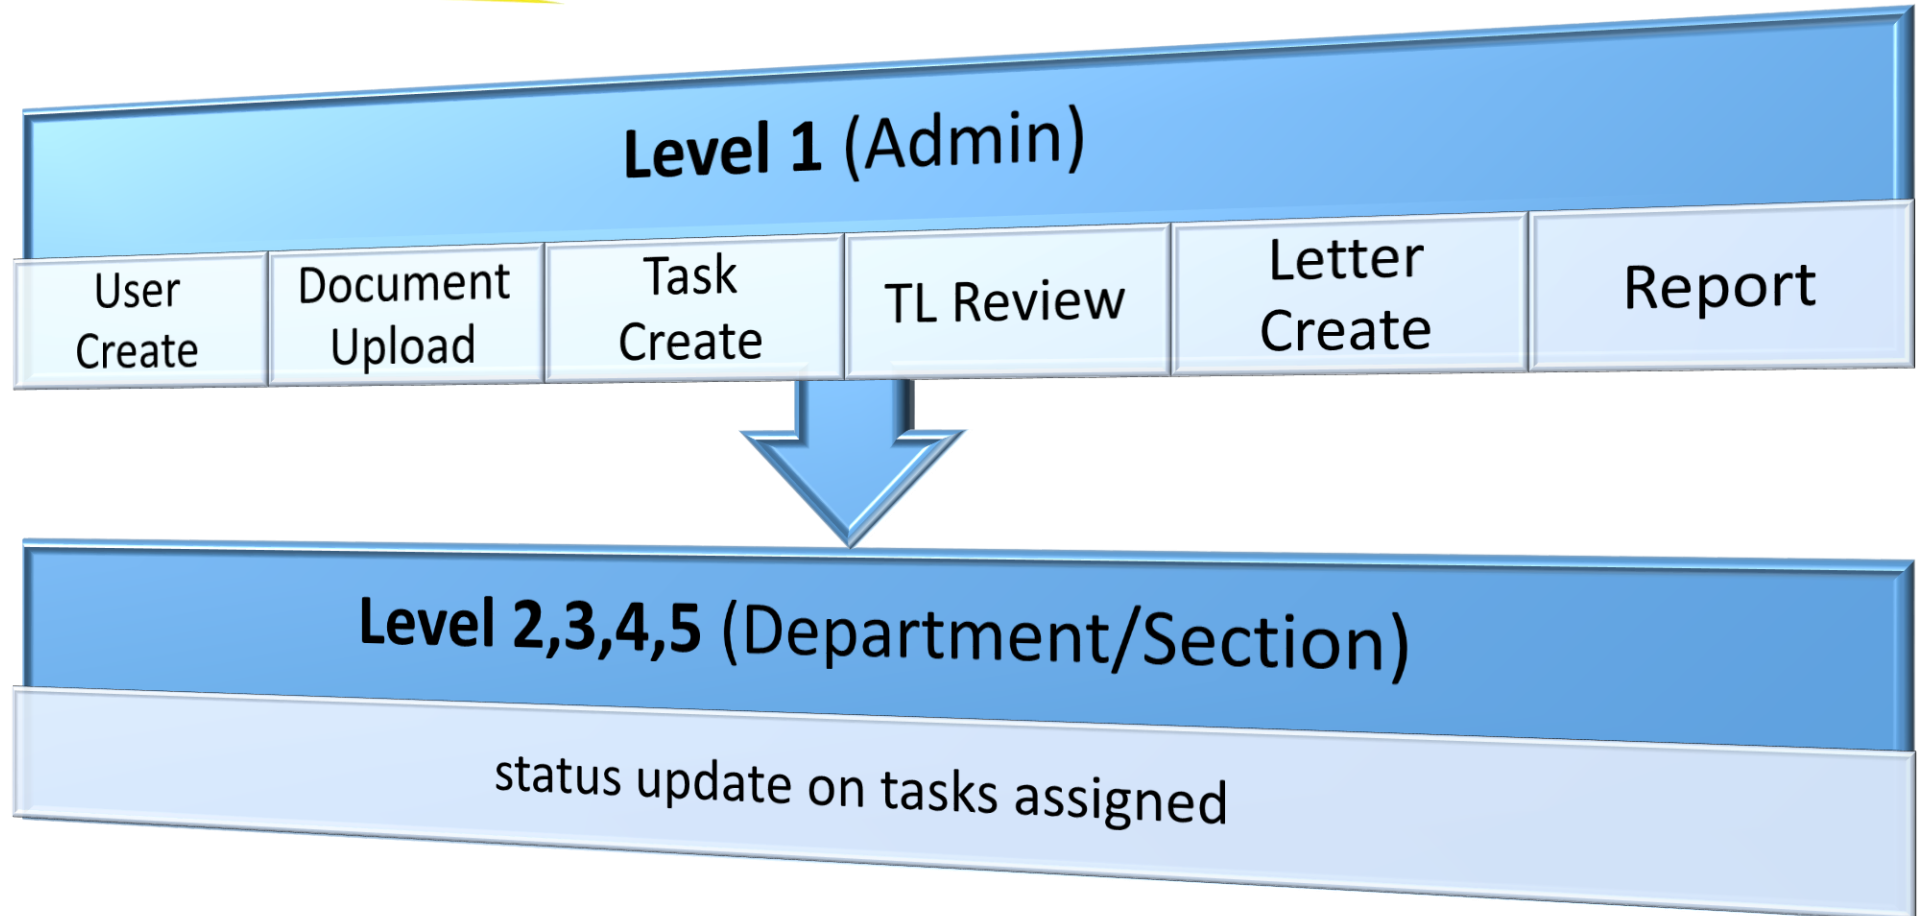 Level 1 (Admin)
User
Create
Document
Upload
Task
Create
TL Review
Letter
Create
Report
Level 2,3,4,5 (Department/Section)
status update on tasks assigned